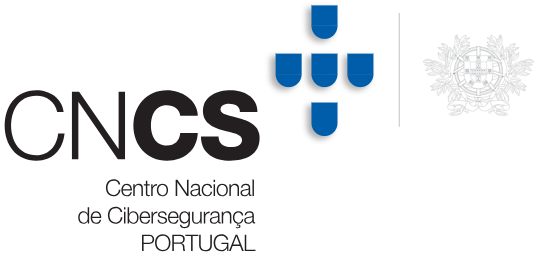 CNCS
Centro Nacional
de Cibersegurança
PORTUGAL